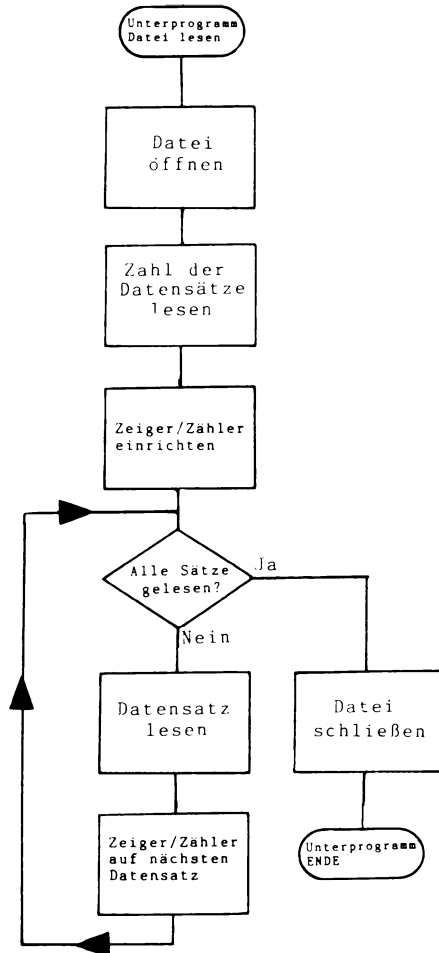 Unterprogramm
Datei lesen
Datei
öffnen
Zahl der
Datensätze
lesen
Zeiger/Zähler
einrichten
Alle Sätze
gelesen?
Ja
Nein
Datensatz
lesen
Datei
schließen
Zeiger/Zähler
auf nächsten
Datensatz
Unterprogramm
ENDE